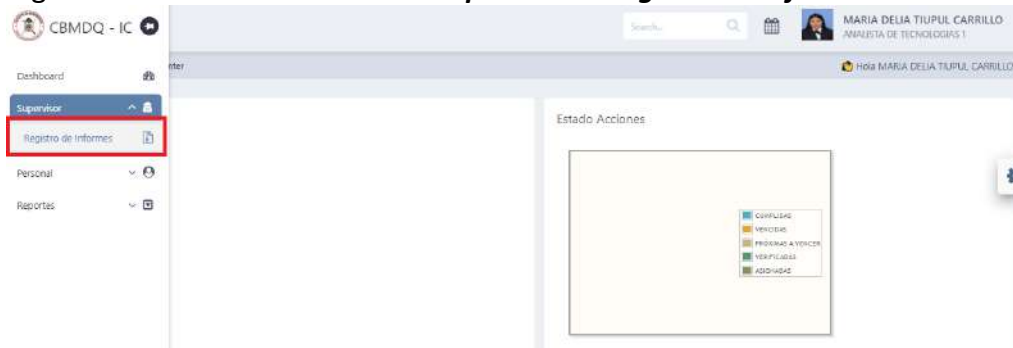 CBMDQ - IC
Search..
MARIA DELIA TIUPUL CARRILLO
ANALISTA DE TECNOLOGIAS 1
Dashboard
nter
Hola MARIA DELIA TIUPUL CARRILLO
Supervisor
Estado Acciones
Registro de Informes
Personal
Reportes
CUMPLIDAS
VENCIDAS
PROXIMAS A VENCER
VERIFICADAS
ASIGNADAS